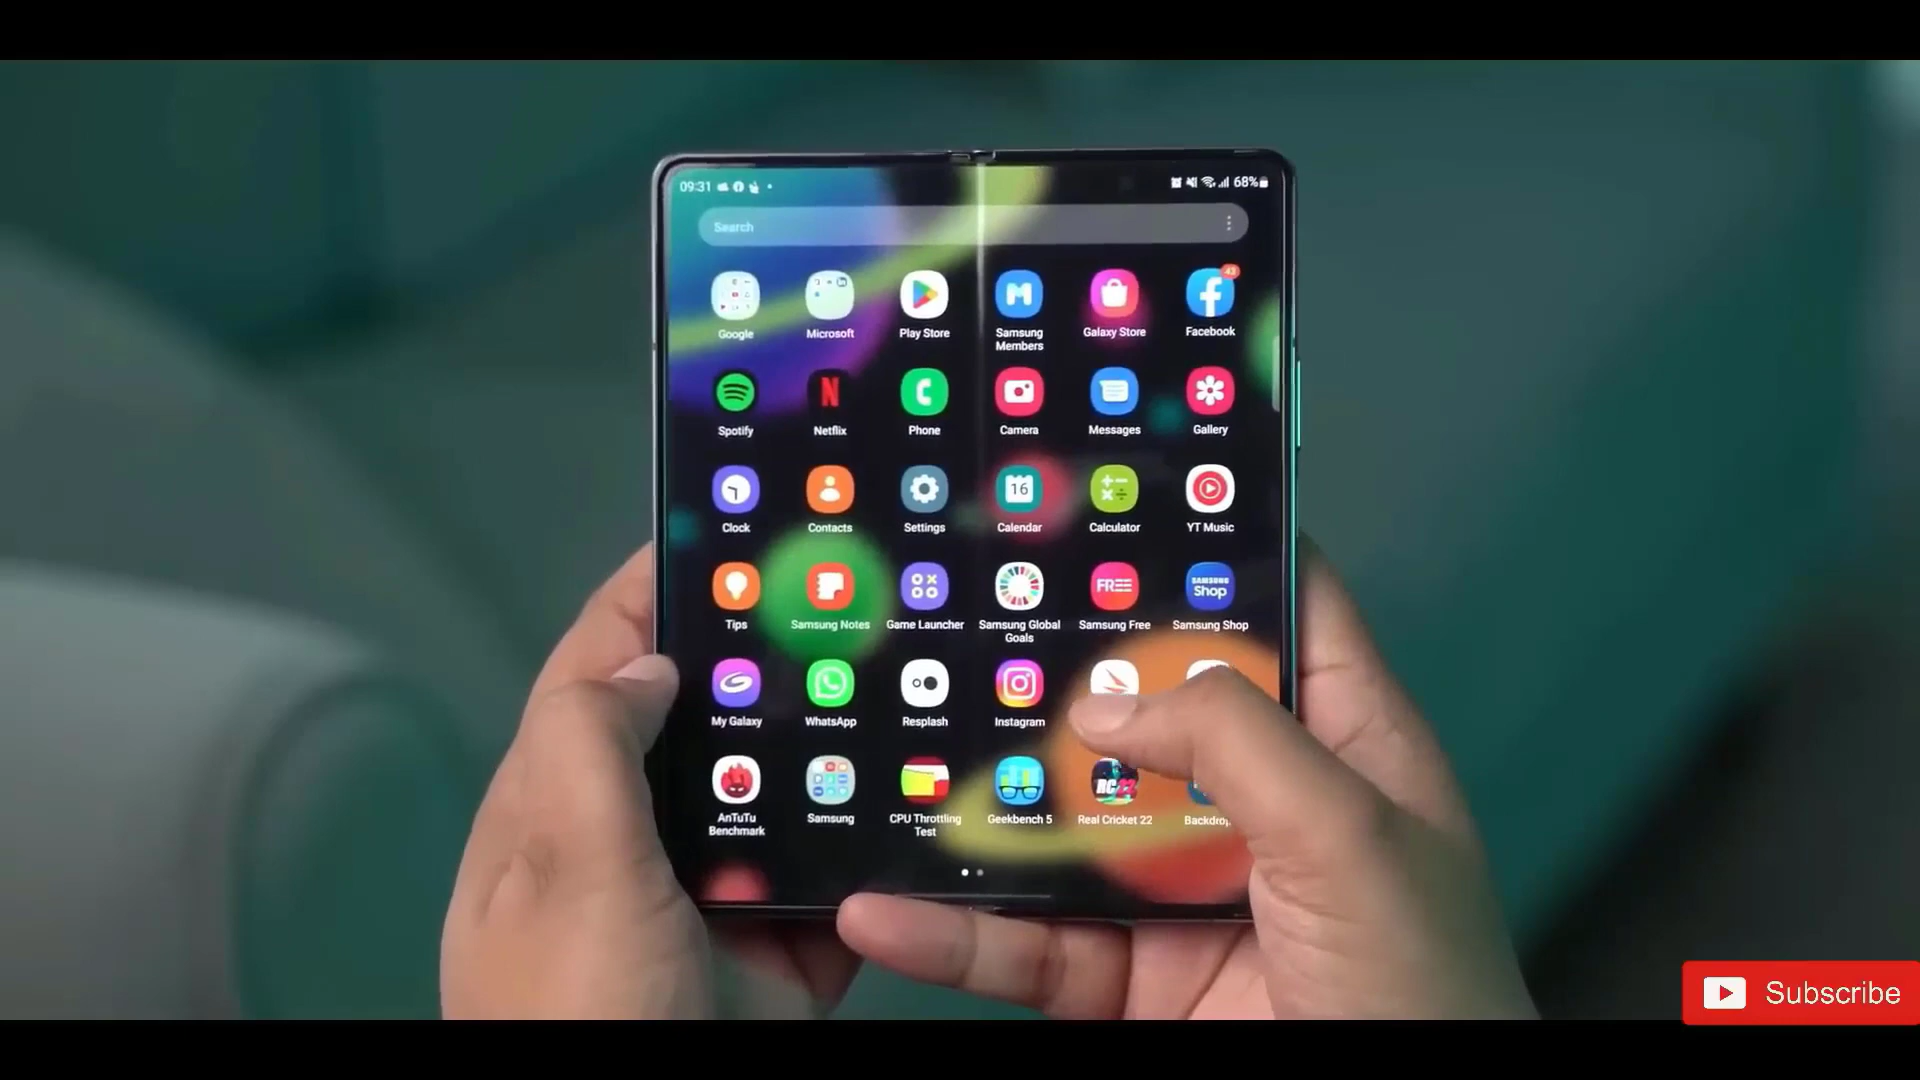 09:31
68%
Search
43
Google
Microsoft
Play Store
Samsung
Members
Galaxy Store
Facebook
N
Spotify
Netflix
Phone
Camera
Messages
Gallery
16
Clock
Contacts
Settings
Calendar
Calculator
YT Music
FREE
SAMSUNG
Shop
Tips
Samsung Notes
Game Launcher
Samsung Global
Goals
Samsung Free
Samsung Shop
My Galaxy
WhatsApp
Resplash
Instagram
RC22
AnTuTu
Benchmark
Samsung
CPU Throttling
Test
Geekbench 5
Real Cricket 22
Subscribe